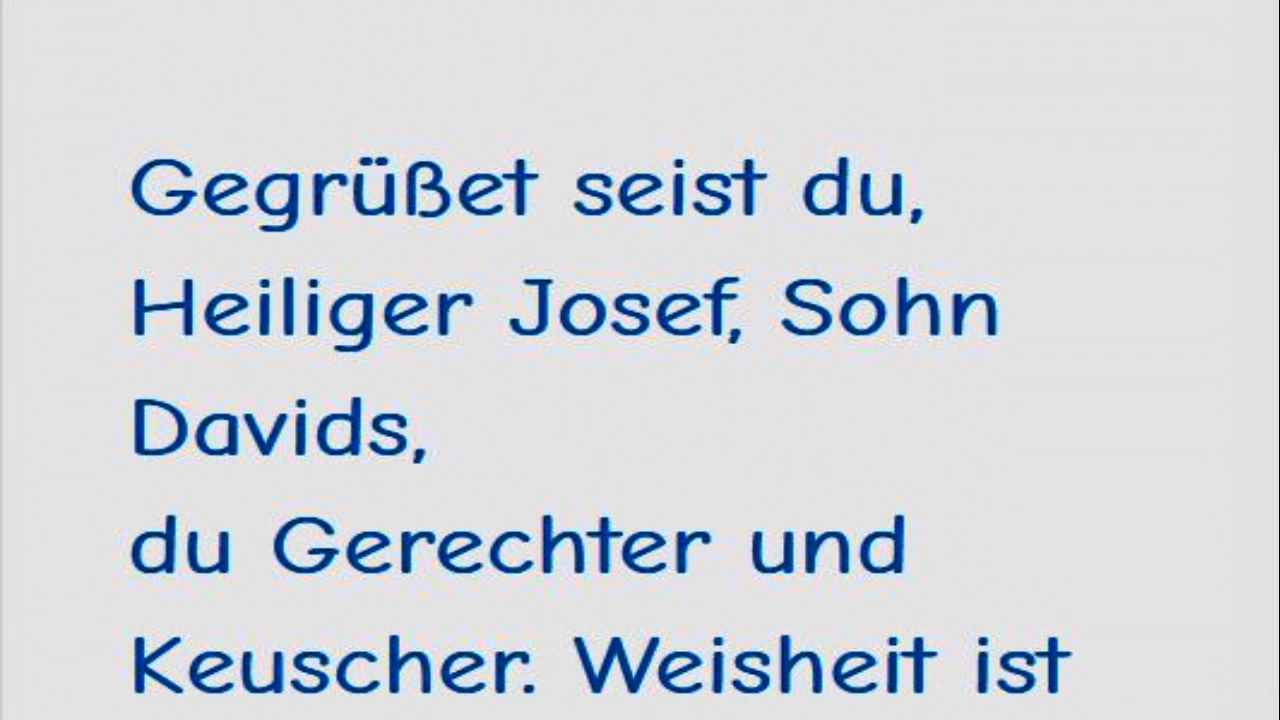 Gegrüßet seist du,
Heiliger Josef, Sohn
Davids,
du Gerechter und
Keuscher. Weisheit ist